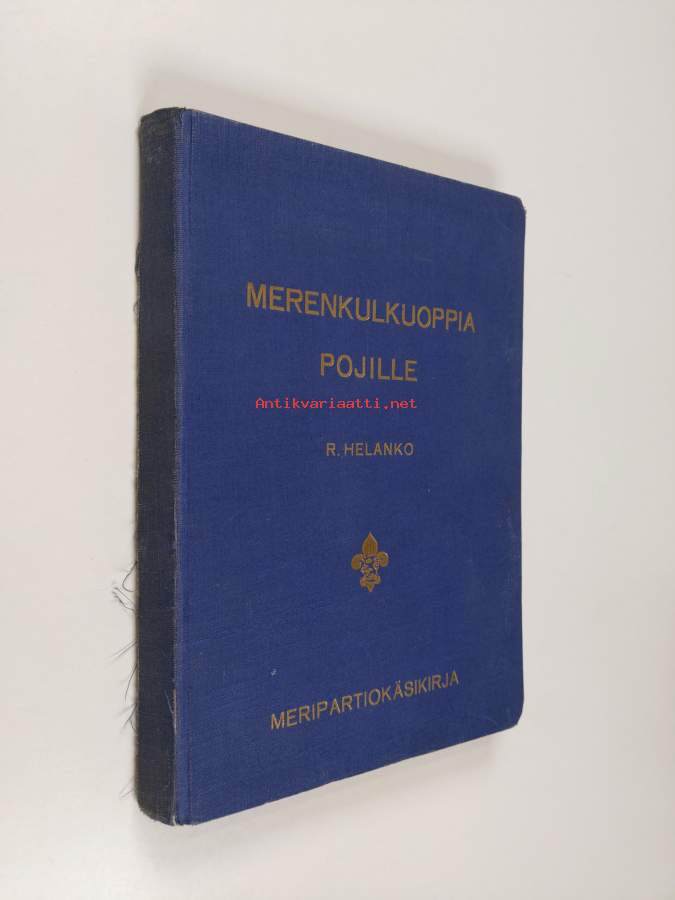 MERENKULKUOPPIA
POJILLE
Antikvariaatti.net
R. HELANKO
MERIPARTIOKÄSIKIRJA